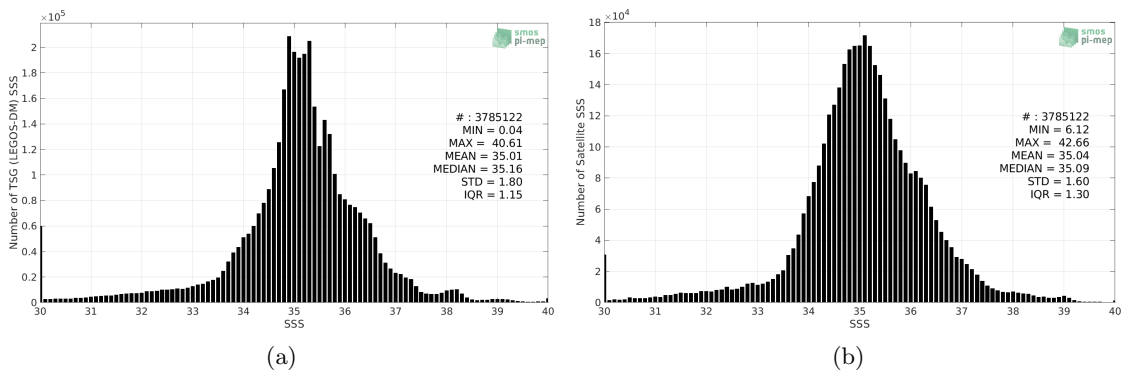 ×10⁵
smos
pi-mep
2
1.8
1.6
1.4
1.2
1
0.8
0.6
0.4
0.2
0
Number of TSG (LEGOS-DM) SSS
# : 3785122
MIN = 0.04
MAX = 40.61
MEAN = 35.01
MEDIAN = 35.16
STD = 1.80
IQR = 1.15
30 31 32 33 34 35 36 37 38 39 40
SSS
(a)
×10⁴
smos
pi-mep
18
16
14
12
10
8
6
4
2
0
Number of Satellite SSS
# : 3785122
MIN = 6.12
MAX = 42.66
MEAN = 35.04
MEDIAN = 35.09
STD = 1.60
IQR = 1.30
30 31 32 33 34 35 36 37 38 39 40
SSS
(b)